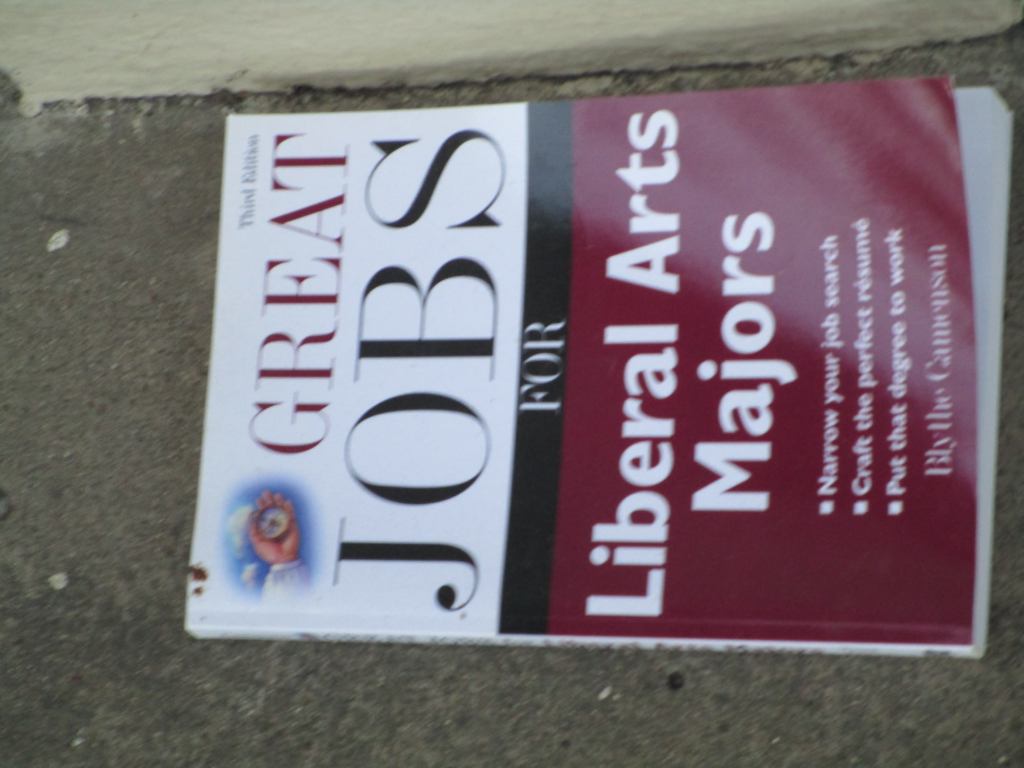 Third Edition
GREAT
JOBS
FOR
Liberal Arts
Majors
▪ Narrow your job search
▪ Craft the perfect résumé
▪ Put that degree to work
Blythe Camenson